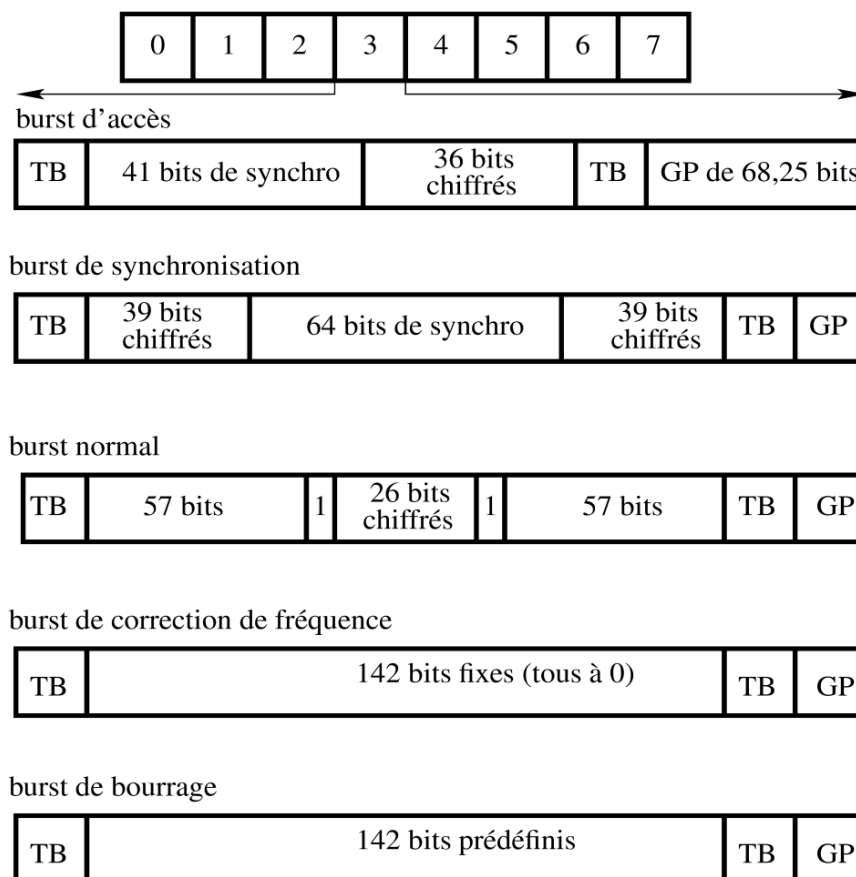 0 1 2 3 4 5 6 7
burst d'accès
TB 41 bits de synchro 36 bits chiffrés TB GP de 68,25 bits
burst de synchronisation
TB 39 bits chiffrés 64 bits de synchro 39 bits chiffrés TB GP
burst normal
TB 57 bits 1 26 bits chiffrés 1 57 bits TB GP
burst de correction de fréquence
TB 142 bits fixes (tous à 0) TB GP
burst de bourrage
TB 142 bits prédéfinis TB GP